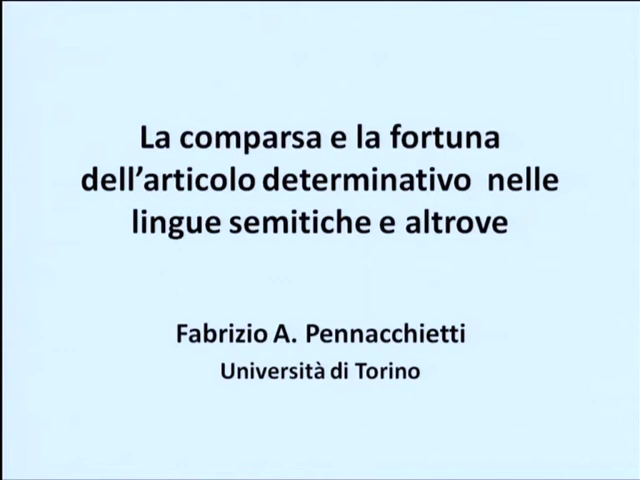 La comparsa e la fortuna
dell’articolo determinativo nelle
lingue semitiche e altrove
Fabrizio A. Pennacchietti
Università di Torino